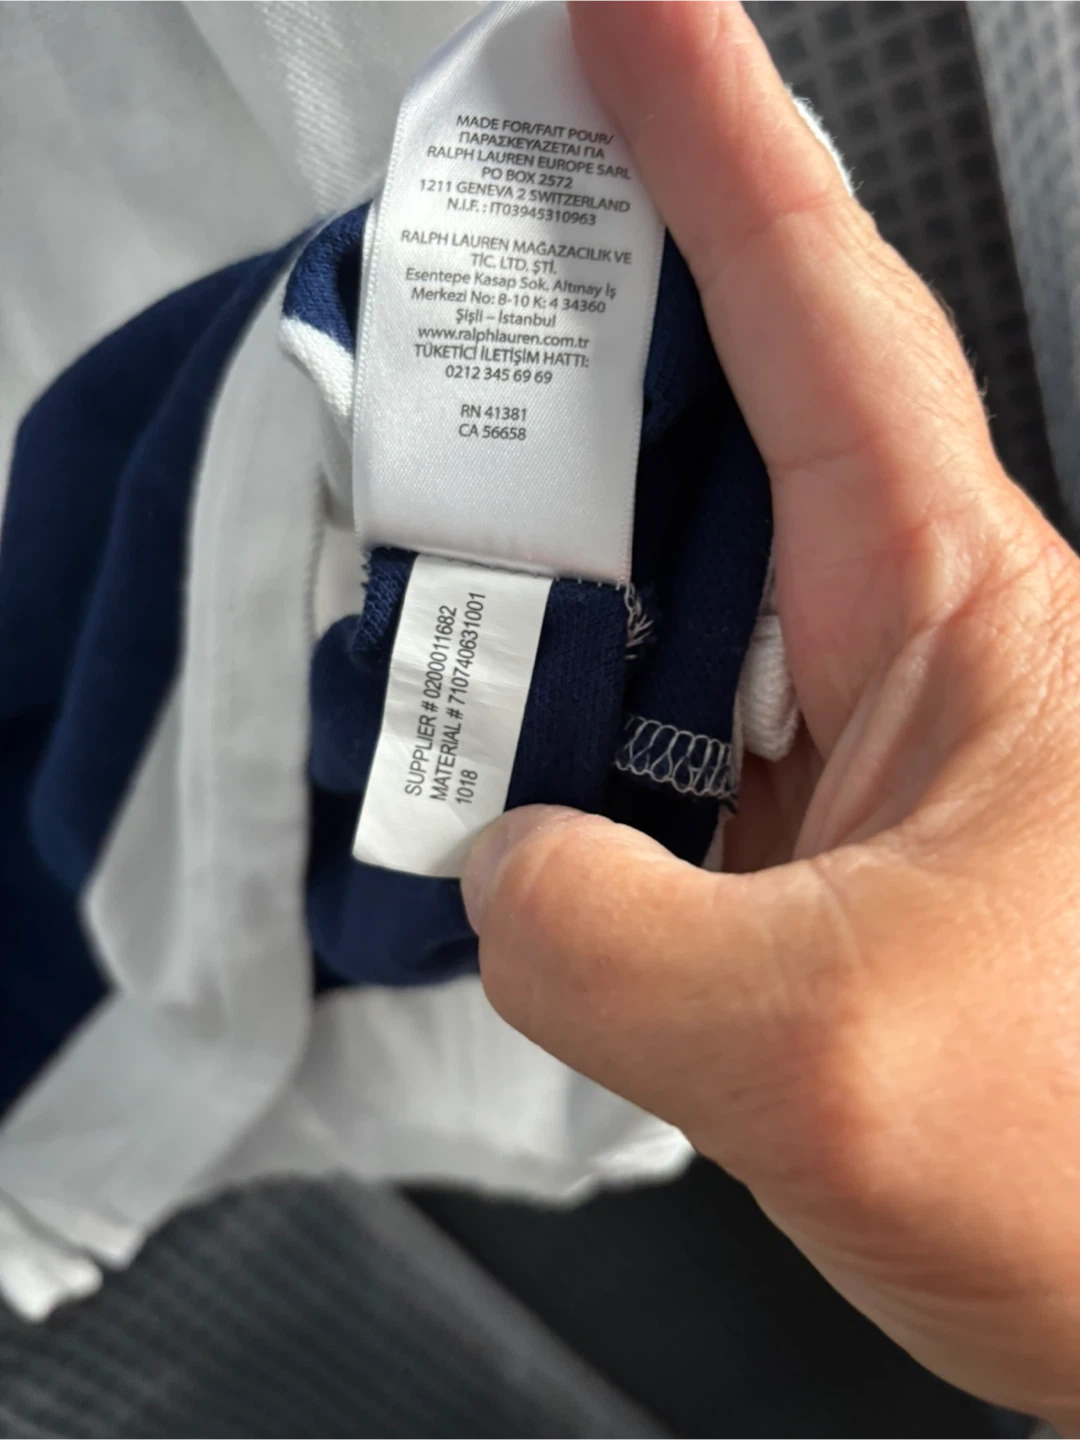 MADE FOR/FAIT POUR/
ΠΑΡΑΣΚΕΥΑΖΕΤΑΙ ΓΙΑ
RALPH LAUREN EUROPE SARL
PO BOX 2572
1211 GENEVA 2 SWITZERLAND
N.I.F. : IT03945310963
RALPH LAUREN MAĞAZACILIK VE
TİC. LTD. ŞTİ.
Esentepe Kasap Sok. Altınay İş
Merkezi No: 8-10 K: 4 34360
Şişli – İstanbul
www.ralphlauren.com.tr
TÜKETİCİ İLETİŞİM HATTI:
0212 345 69 69
RN 41381
CA 56658
SUPPLIER # 0200011682
MATERIAL # 710740631001
1018